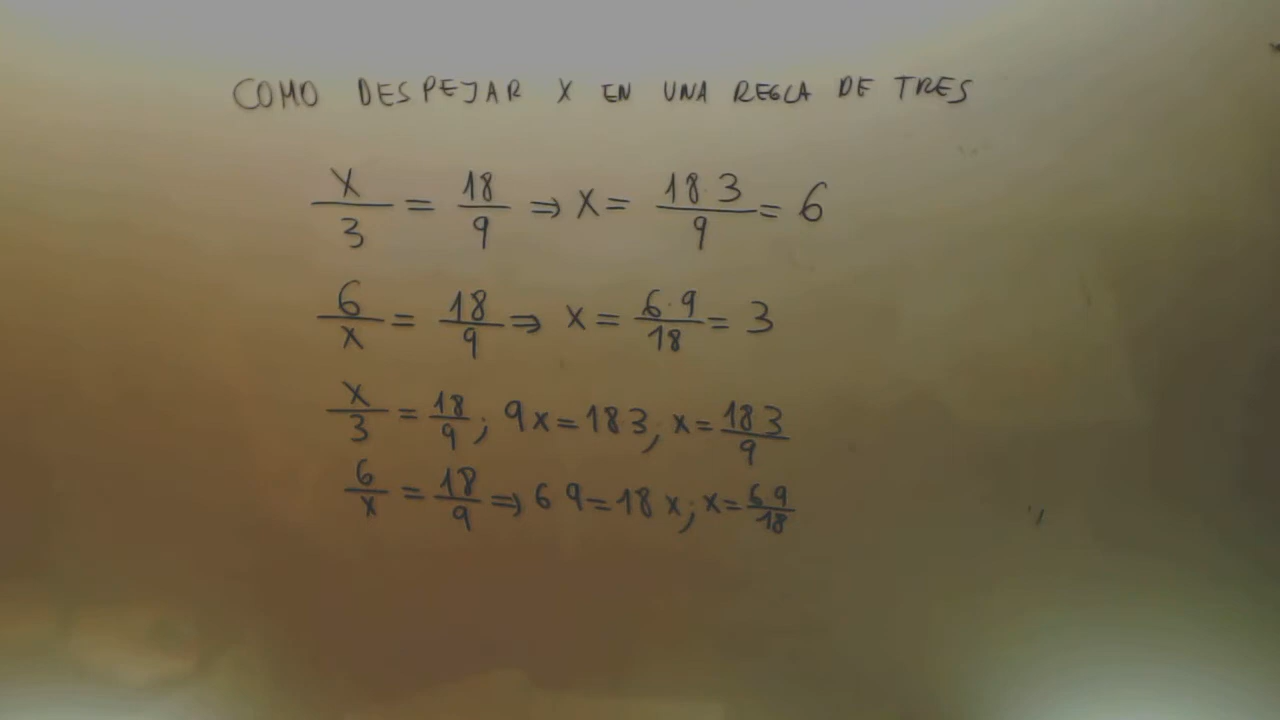 COMO DESPEJAR X EN UNA REGLA DE TRES
x/3 = 18/9 ⇒ x = 18·3/9 = 6
6/x = 18/9 ⇒ x = 6·9/18 = 3
x/3 = 18/9; 9x = 18 3, x = 18 3/9
6/x = 18/9 ⇒ 6 9 = 18 x; x = 6 9/18